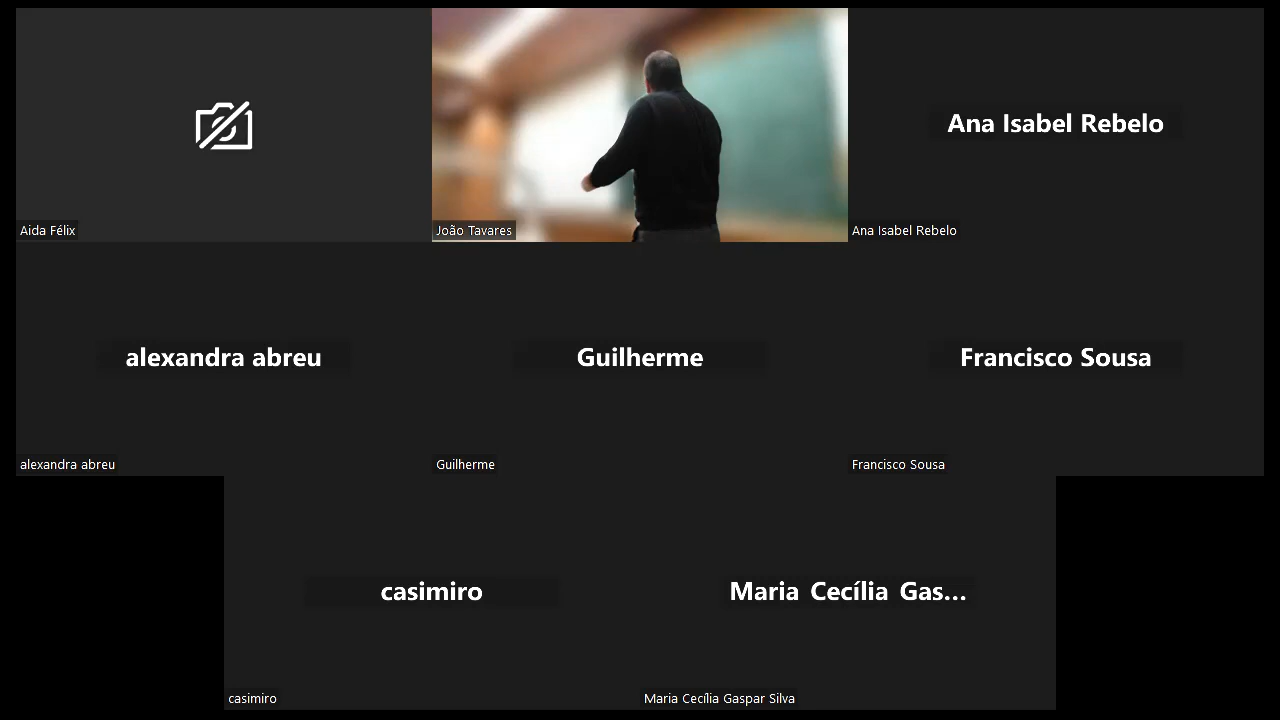 Aida Félix
João Tavares
Ana Isabel Rebelo
Ana Isabel Rebelo
alexandra abreu
alexandra abreu
Guilherme
Guilherme
Francisco Sousa
Francisco Sousa
casimiro
casimiro
Maria Cecília Gas...
Maria Cecília Gaspar Silva